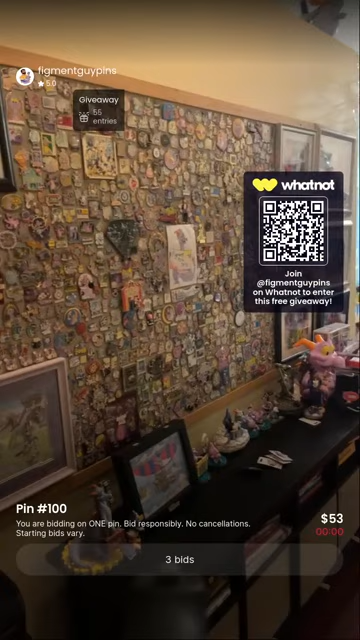 figmentguypins
5.0
Giveaway
55
entries
whatnot
Join
@figmentguypins
on Whatnot to enter
this free giveaway!
Pin #100
$53
You are bidding on ONE pin. Bid responsibly. No cancellations.
Starting bids vary.
00:00
3 bids